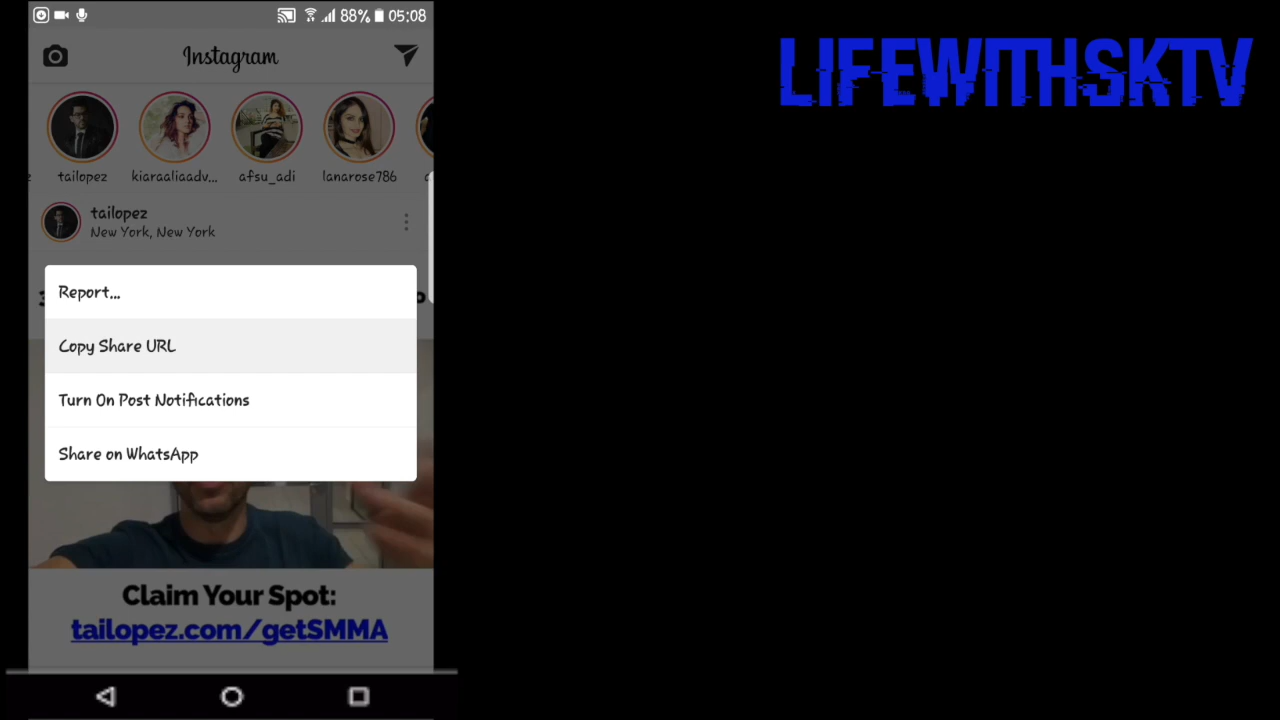 88% 05:08
LIFEWITHSKTV
Instagram
tailopez kiaraaliaadv... afsu_adi lanarose786
tailopez
New York, New York
Report...
Copy Share URL
Turn On Post Notifications
Share on WhatsApp
Claim Your Spot:
tailopez.com/getSMMA